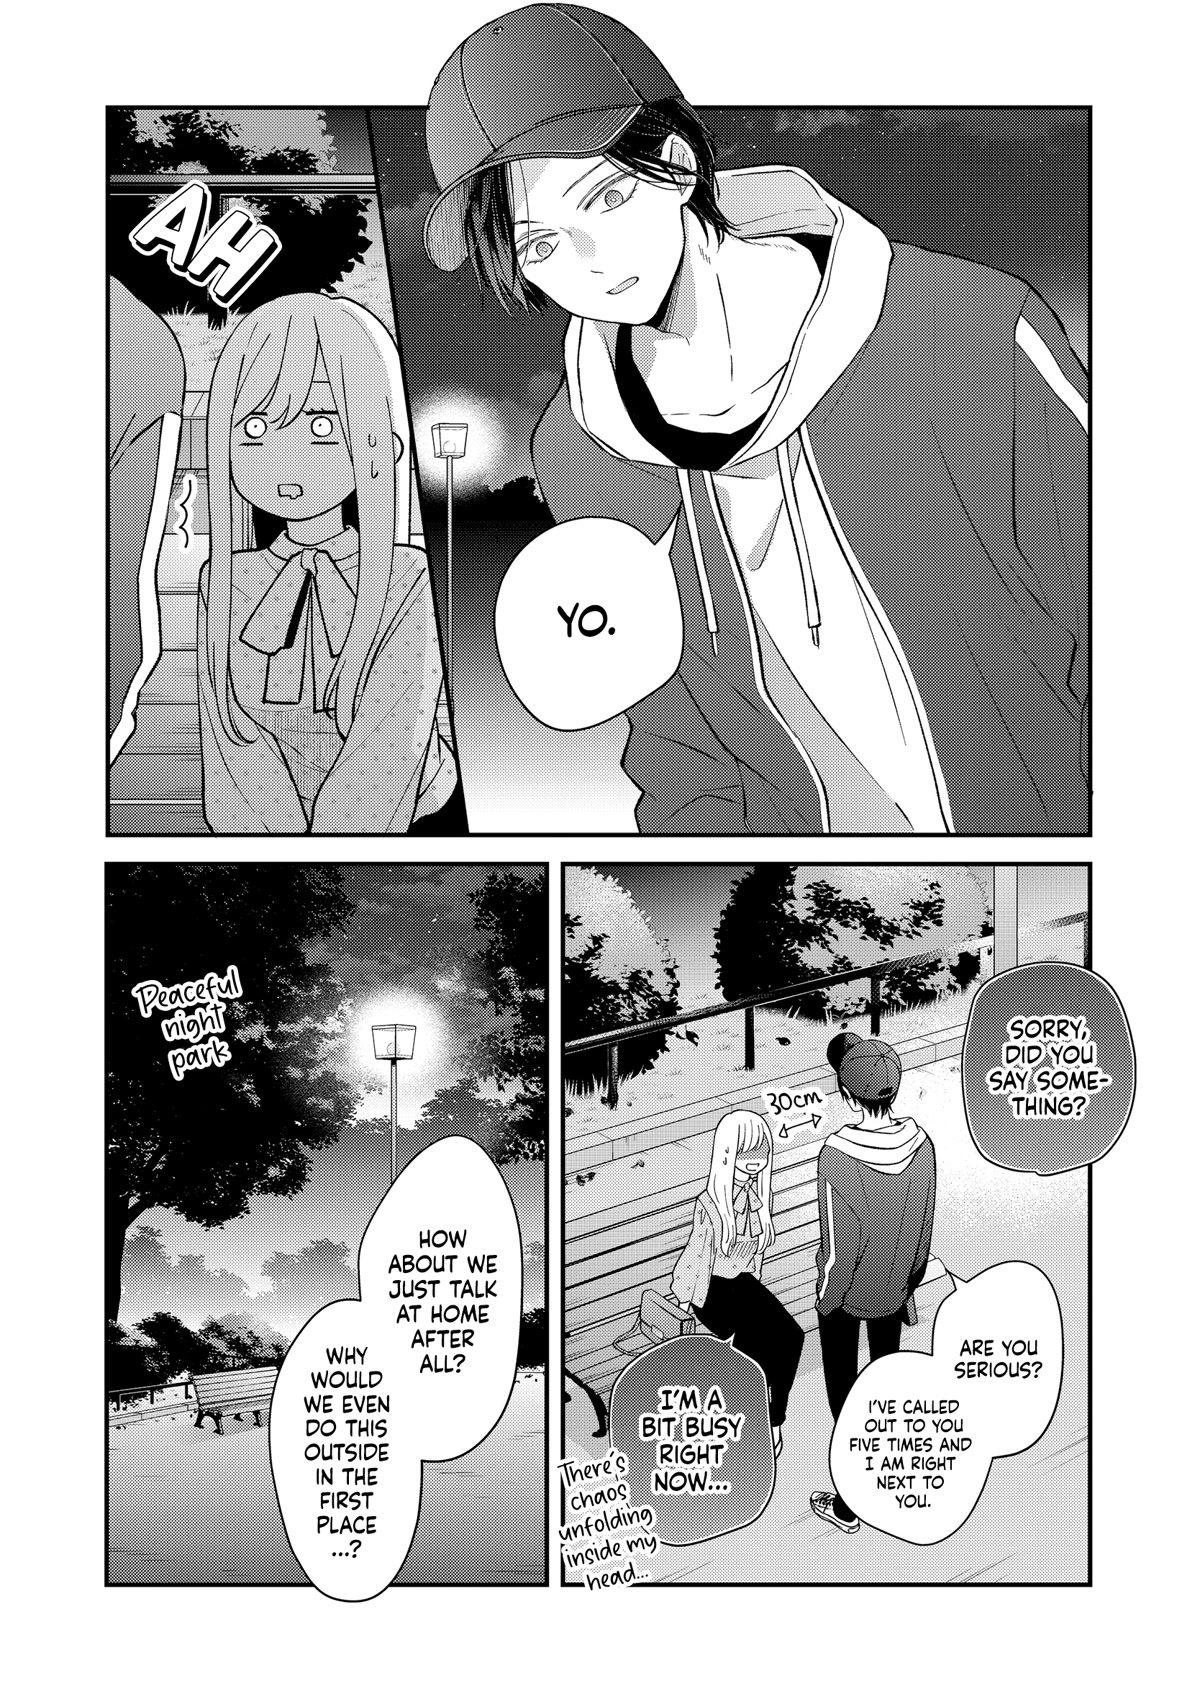 YO.
AH
SORRY,
DID YOU
SAY SOME-
THING?
30cm
ARE YOU
SERIOUS?
I'VE CALLED
OUT TO YOU
FIVE TIMES AND
I AM RIGHT
NEXT TO
YOU.
I'M A
BIT BUSY
RIGHT
NOW...
There's
chaos
unfolding
inside my
head...
Peaceful
night
park
HOW
ABOUT WE
JUST TALK
AT HOME
AFTER
ALL?
WHY
WOULD
WE EVEN
DO THIS
OUTSIDE
IN THE
FIRST
PLACE
...?